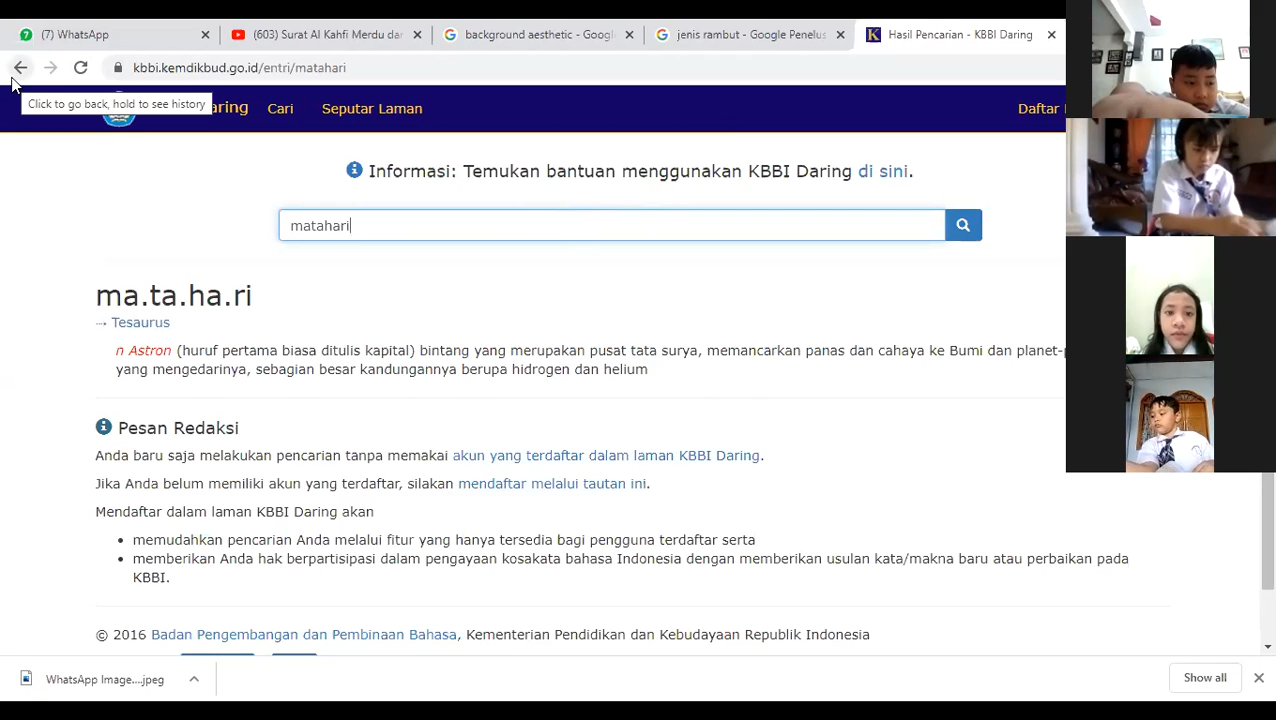 (7) WhatsApp
(603) Surat Al Kahfi Merdu dar
background aesthetic - Googl
jenis rambut - Google Penelus
Hasil Pencarian - KBBI Daring
kbbi.kemdikbud.go.id/entri/matahari
Click to go back, hold to see history
aring Cari Seputar Laman Daftar
Informasi: Temukan bantuan menggunakan KBBI Daring di sini.
matahari
ma.ta.ha.ri
→ Tesaurus
n Astron (huruf pertama biasa ditulis kapital) bintang yang merupakan pusat tata surya, memancarkan panas dan cahaya ke Bumi dan planet-p
yang mengedarinya, sebagian besar kandungannya berupa hidrogen dan helium
Pesan Redaksi
Anda baru saja melakukan pencarian tanpa memakai akun yang terdaftar dalam laman KBBI Daring.
Jika Anda belum memiliki akun yang terdaftar, silakan mendaftar melalui tautan ini.
Mendaftar dalam laman KBBI Daring akan
• memudahkan pencarian Anda melalui fitur yang hanya tersedia bagi pengguna terdaftar serta
• memberikan Anda hak berpartisipasi dalam pengayaan kosakata bahasa Indonesia dengan memberikan usulan kata/makna baru atau perbaikan pada
KBBI.
© 2016 Badan Pengembangan dan Pembinaan Bahasa, Kementerian Pendidikan dan Kebudayaan Republik Indonesia
WhatsApp Image....jpeg
Show all